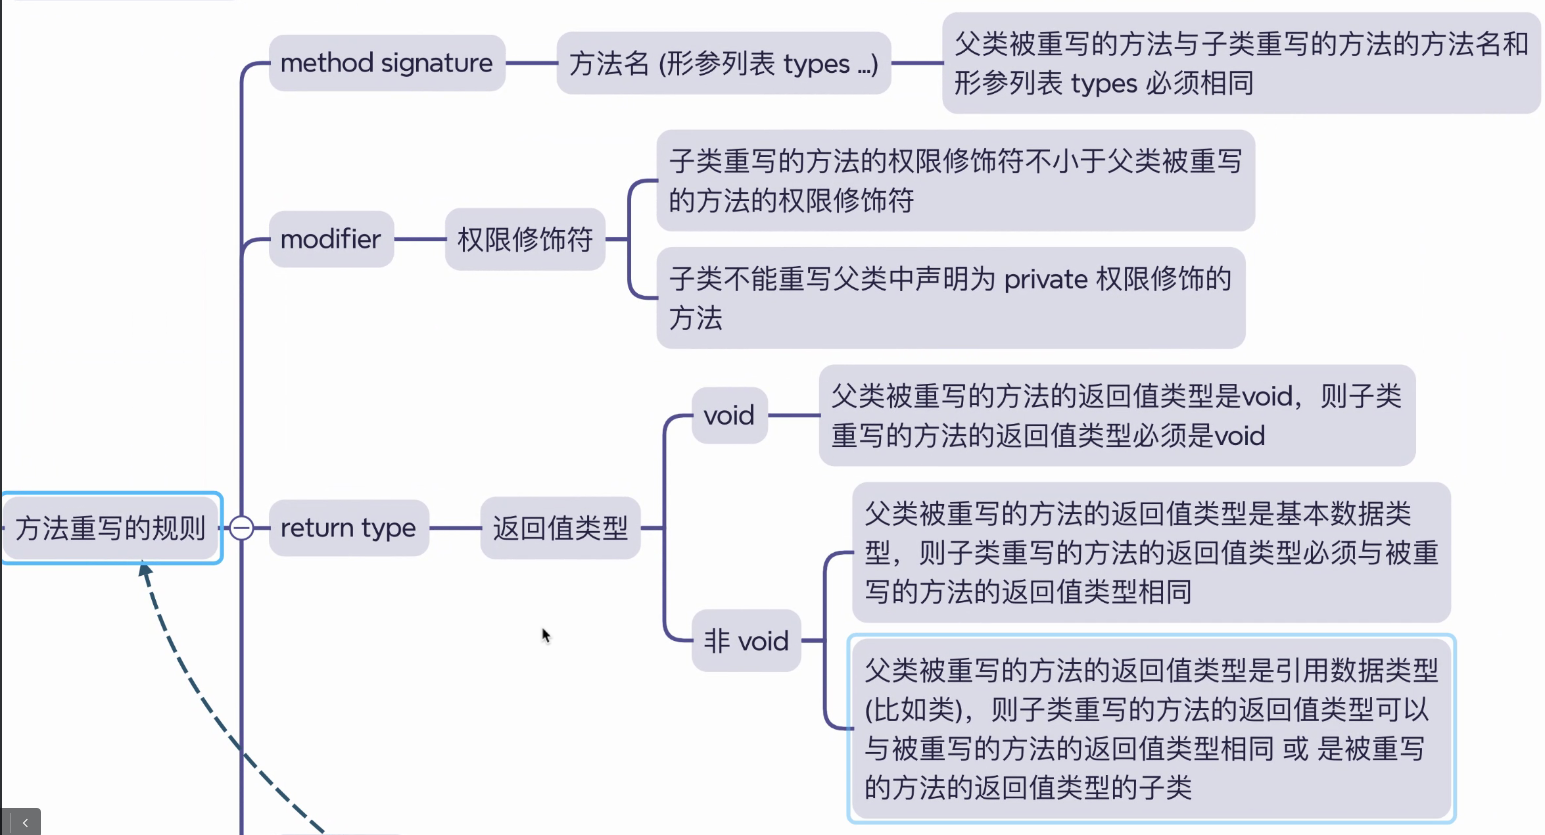 method signature
方法名 (形参列表 types ...)
父类被重写的方法与子类重写的方法的方法名和
形参列表 types 必须相同
modifier
权限修饰符
子类重写的方法的权限修饰符不小于父类被重写
的方法的权限修饰符
子类不能重写父类中声明为 private 权限修饰的
方法
方法重写的规则
return type
返回值类型
void
父类被重写的方法的返回值类型是void，则子类
重写的方法的返回值类型必须是void
非 void
父类被重写的方法的返回值类型是基本数据类
型，则子类重写的方法的返回值类型必须与被重
写的方法的返回值类型相同
父类被重写的方法的返回值类型是引用数据类型
(比如类)，则子类重写的方法的返回值类型可以
与被重写的方法的返回值类型相同 或 是被重写
的方法的返回值类型的子类